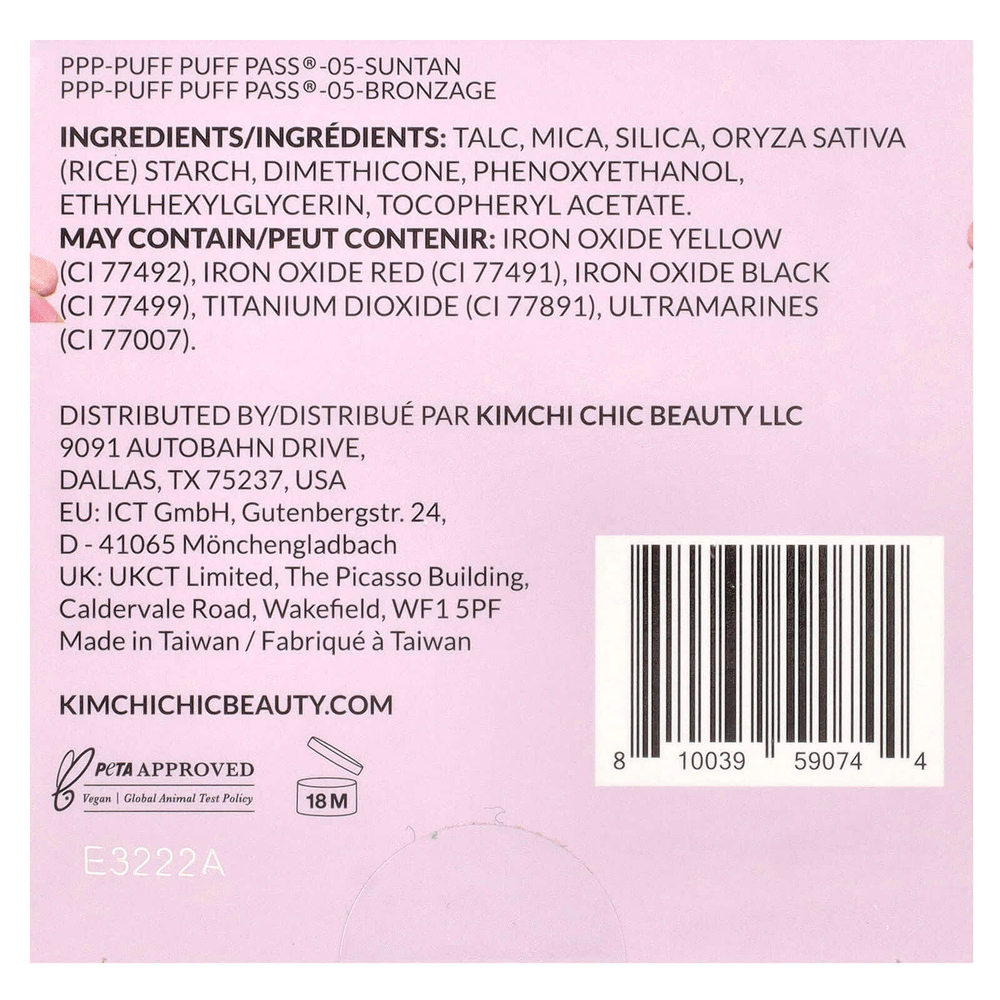 PPP-PUFF PUFF PASS®-05-SUNTAN
PPP-PUFF PUFF PASS®-05-BRONZAGE
INGREDIENTS/INGRÉDIENTS: TALC, MICA, SILICA, ORYZA SATIVA
(RICE) STARCH, DIMETHICONE, PHENOXYETHANOL,
ETHYLHEXYLGLYCERIN, TOCOPHERYL ACETATE.
MAY CONTAIN/PEUT CONTENIR: IRON OXIDE YELLOW
(CI 77492), IRON OXIDE RED (CI 77491), IRON OXIDE BLACK
(CI 77499), TITANIUM DIOXIDE (CI 77891), ULTRAMARINES
(CI 77007).
DISTRIBUTED BY/DISTRIBUÉ PAR KIMCHI CHIC BEAUTY LLC
9091 AUTOBAHN DRIVE,
DALLAS, TX 75237, USA
EU: ICT GmbH, Gutenbergstr. 24,
D - 41065 Mönchengladbach
UK: UKCT Limited, The Picasso Building,
Caldervale Road, Wakefield, WF1 5PF
Made in Taiwan / Fabriqué à Taiwan
KIMCHICHICBEAUTY.COM
PeTA APPROVED
Vegan | Global Animal Test Policy
18 M
E3222A
8 10039 59074 4